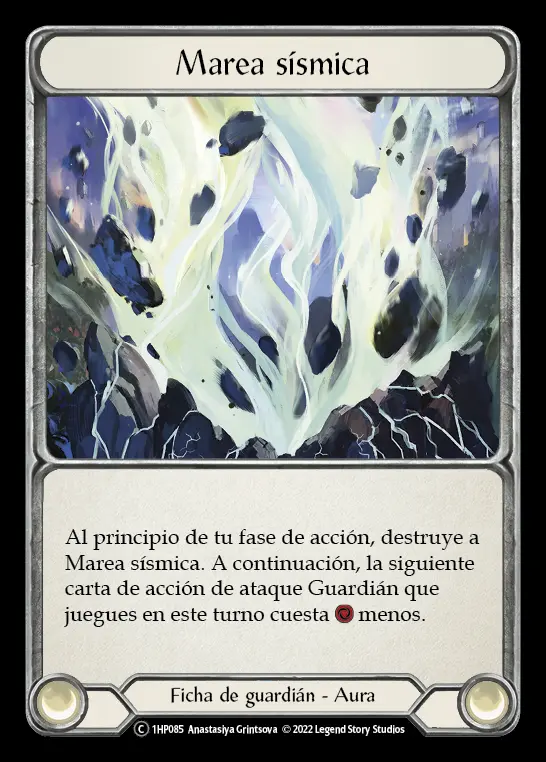 Marea sísmica
Al principio de tu fase de acción, destruye a
Marea sísmica. A continuación, la siguiente
carta de acción de ataque Guardián que
juegues en este turno cuesta menos.
Ficha de guardián - Aura
C 1HP085 Anastasiya Grintsova © 2022 Legend Story Studios